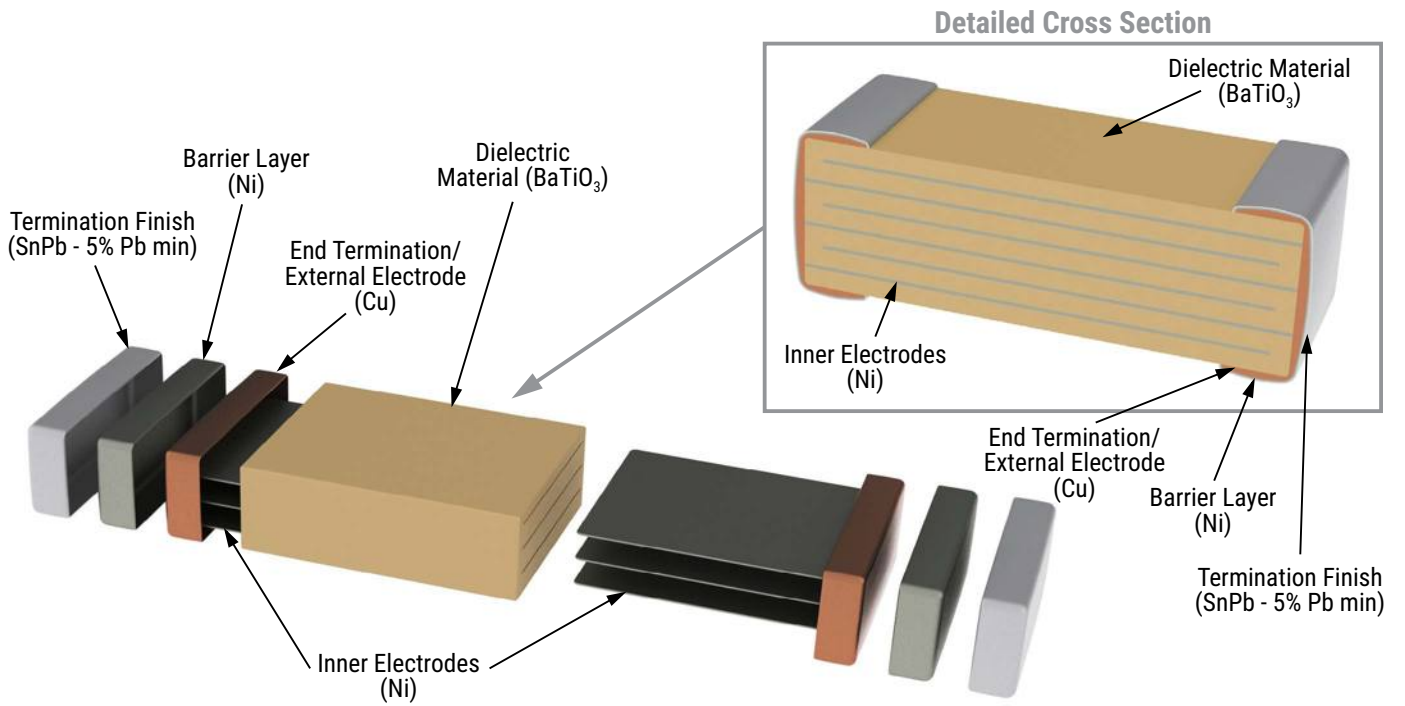 Detailed Cross Section
Dielectric Material
(BaTiO₃)
Inner Electrodes
(Ni)
End Termination/
External Electrode
(Cu)
Barrier Layer
(Ni)
Termination Finish
(SnPb - 5% Pb min)
Termination Finish
(SnPb - 5% Pb min)
Barrier Layer
(Ni)
End Termination/
External Electrode
(Cu)
Dielectric
Material (BaTiO₃)
Inner Electrodes
(Ni)